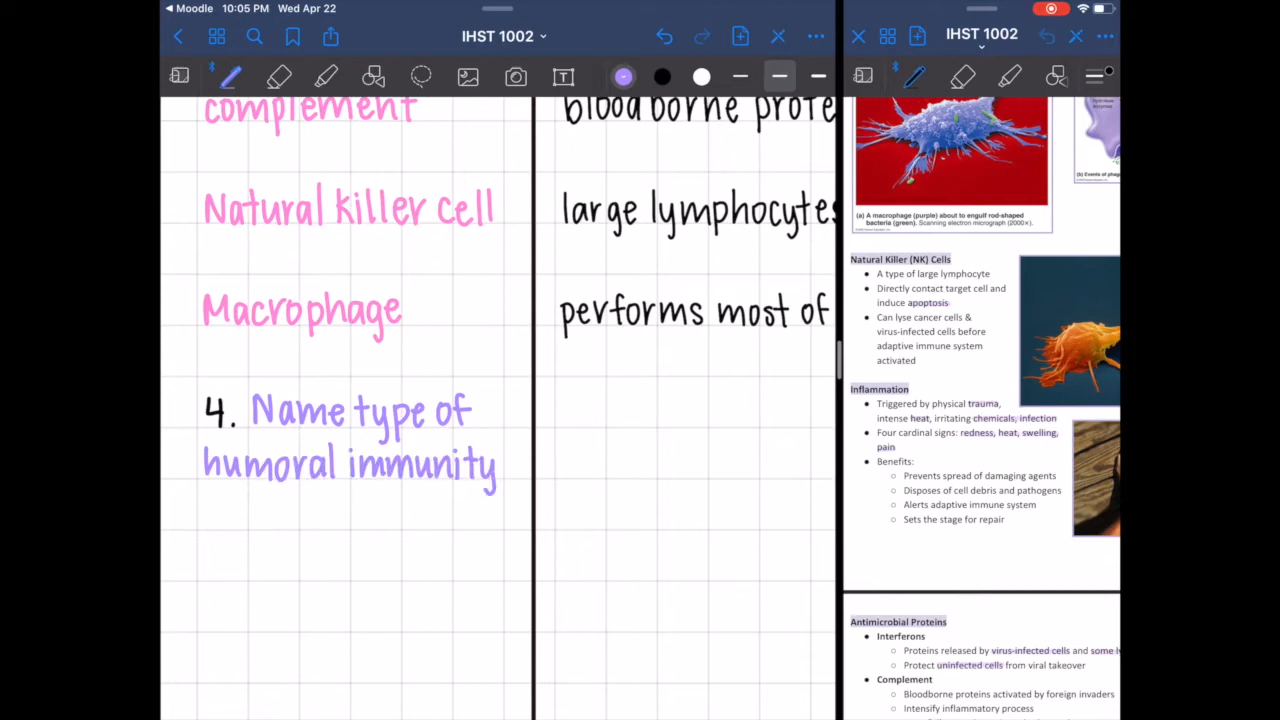 Moodle 10:05 PM Wed Apr 22
IHST 1002
complement
bloodborne prote
Natural killer cell
large lymphocytes
Macrophage
performs most of
4. Name type of
humoral immunity
IHST 1002
hydrolytic
enzymes
(b) Events of phag
(a) A macrophage (purple) about to engulf rod-shaped
bacteria (green). Scanning electron micrograph (2000×).
Natural Killer (NK) Cells
● A type of large lymphocyte
● Directly contact target cell and
induce apoptosis
● Can lyse cancer cells &
virus-infected cells before
adaptive immune system
activated
Inflammation
● Triggered by physical trauma,
intense heat, irritating chemicals, infection
● Four cardinal signs: redness, heat, swelling,
pain
● Benefits:
○ Prevents spread of damaging agents
○ Disposes of cell debris and pathogens
○ Alerts adaptive immune system
○ Sets the stage for repair
Antimicrobial Proteins
● Interferons
○ Proteins released by virus-infected cells and some ly
○ Protect uninfected cells from viral takeover
● Complement
○ Bloodborne proteins activated by foreign invaders
○ Intensify inflammatory process